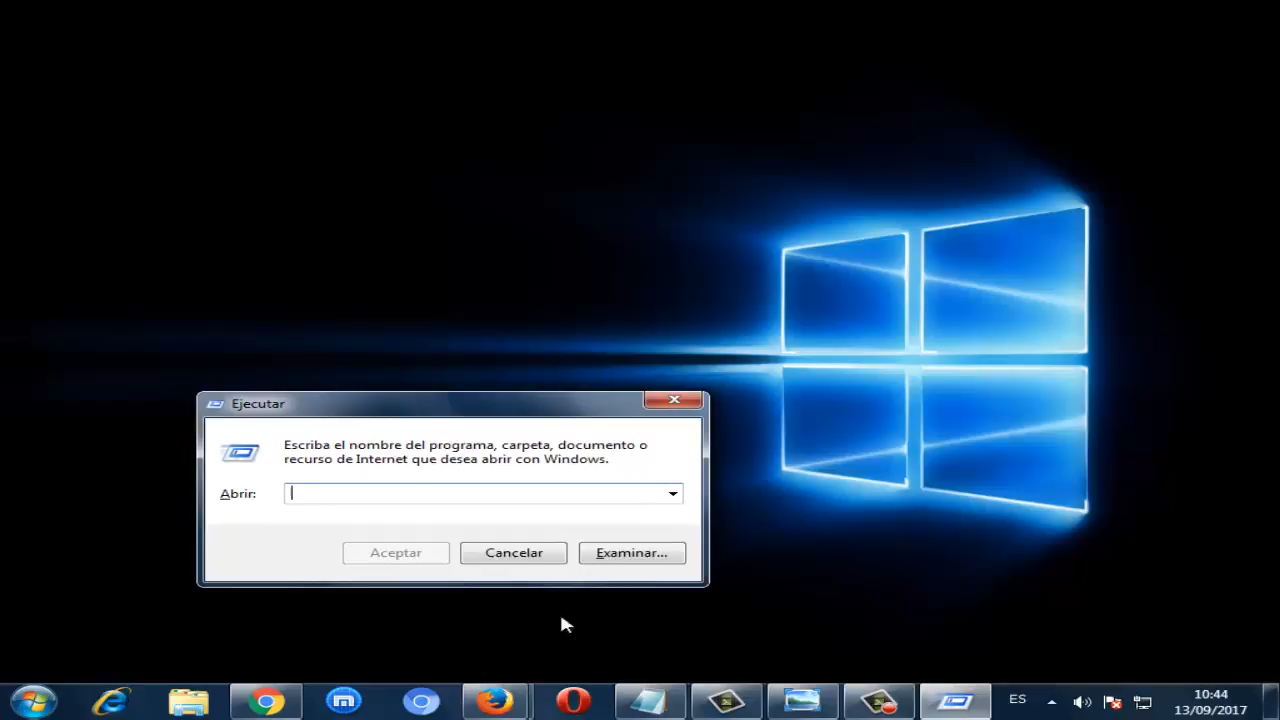 Ejecutar
Escriba el nombre del programa, carpeta, documento o
recurso de Internet que desea abrir con Windows.
Abrir:
Aceptar
Cancelar
Examinar...
ES
10:44
13/09/2017